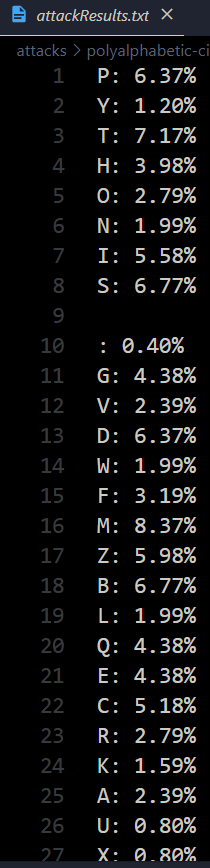 attackResults.txt ×
attacks > polyalphabetic-ci
1 P: 6.37%
2 Y: 1.20%
3 T: 7.17%
4 H: 3.98%
5 O: 2.79%
6 N: 1.99%
7 I: 5.58%
8 S: 6.77%
9
10 : 0.40%
11 G: 4.38%
12 V: 2.39%
13 D: 6.37%
14 W: 1.99%
15 F: 3.19%
16 M: 8.37%
17 Z: 5.98%
18 B: 6.77%
19 L: 1.99%
20 Q: 4.38%
21 E: 4.38%
22 C: 5.18%
23 R: 2.79%
24 K: 1.59%
25 A: 2.39%
26 U: 0.80%
27 X: 0.80%